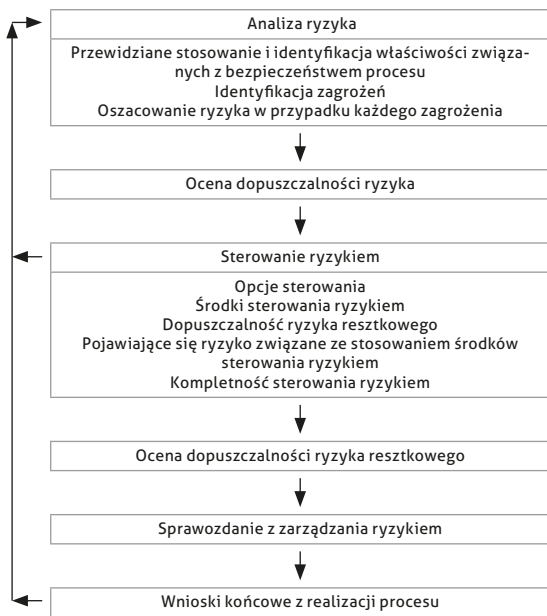 Analiza ryzyka
Przewidziane stosowanie i identyfikacja właściwości związa-
nych z bezpieczeństwem procesu
Identyfikacja zagrożeń
Oszacowanie ryzyka w przypadku każdego zagrożenia
Ocena dopuszczalności ryzyka
Sterowanie ryzykiem
Opcje sterowania
Środki sterowania ryzykiem
Dopuszczalność ryzyka resztkowego
Pojawiające się ryzyko związane ze stosowaniem środków
sterowania ryzykiem
Kompletność sterowania ryzykiem
Ocena dopuszczalności ryzyka resztkowego
Sprawozdanie z zarządzania ryzykiem
Wnioski końcowe z realizacji procesu